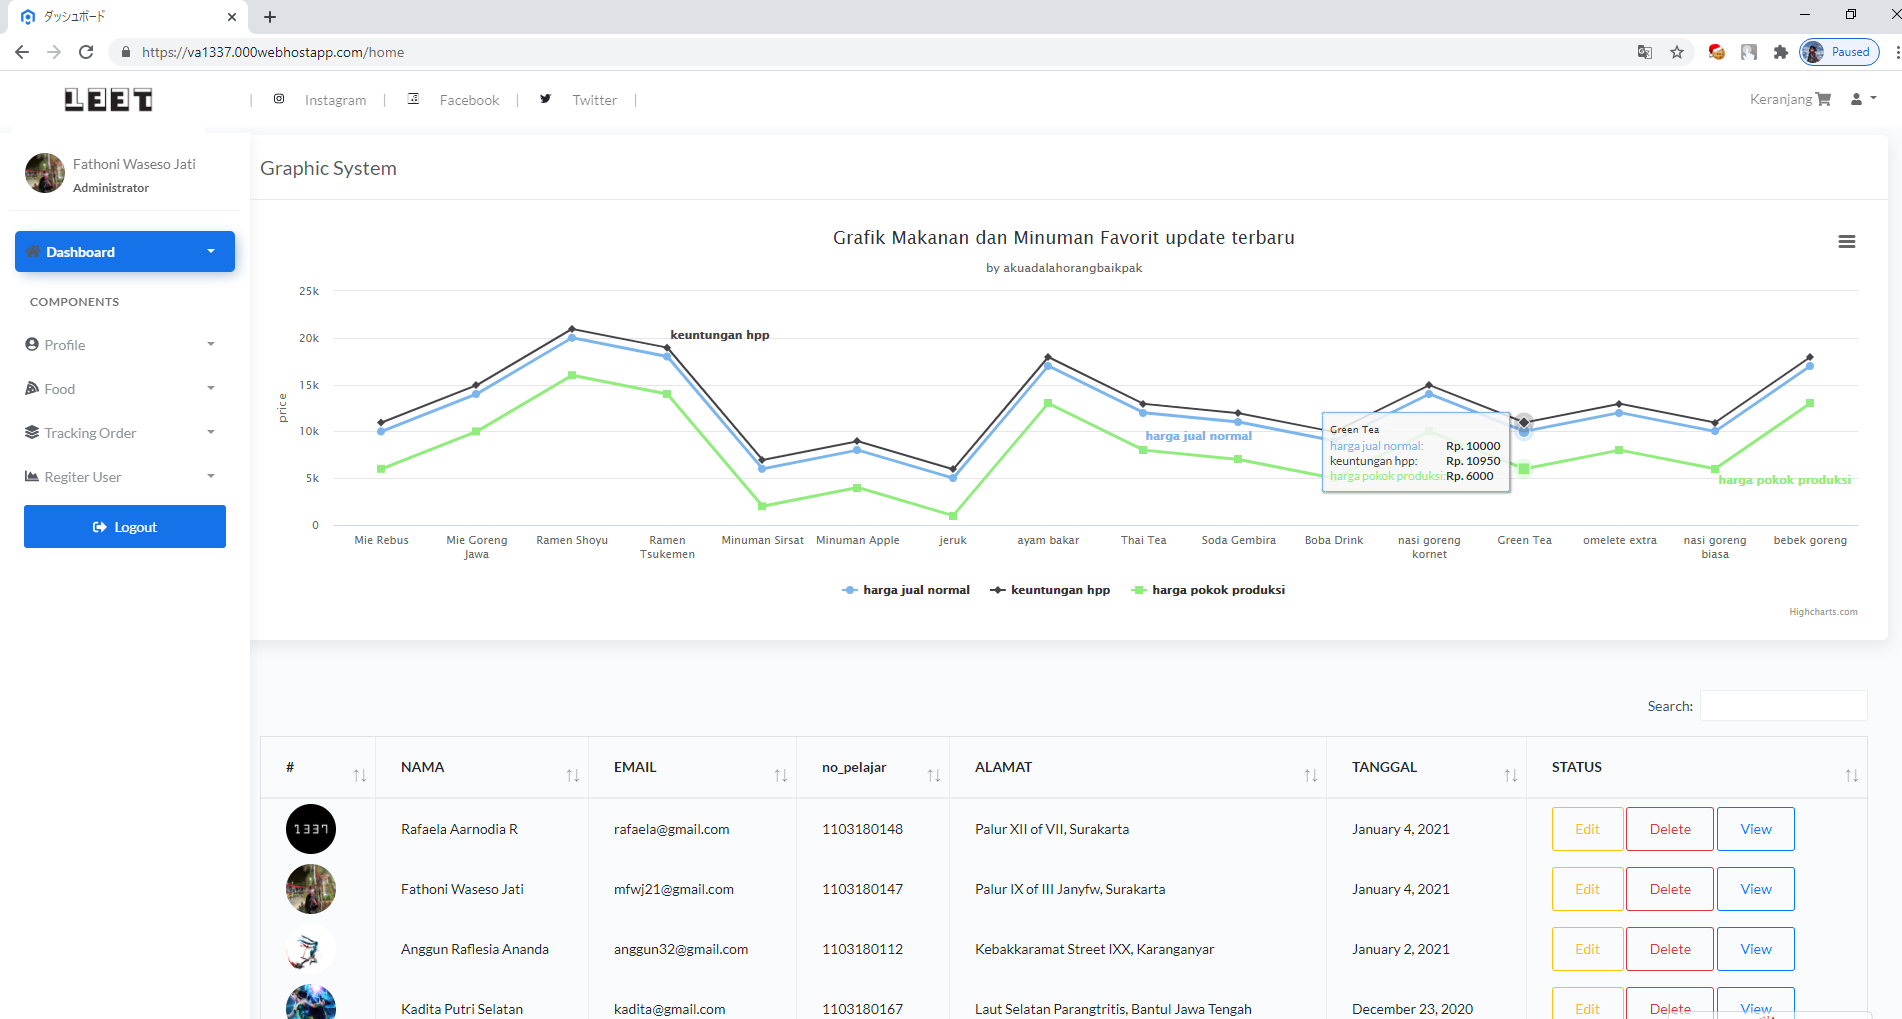 ダッシュボード
https://va1337.000webhostapp.com/home
Paused
LEET
| Instagram | Facebook | Twitter |
Keranjang
Fathoni Waseso Jati
Administrator
Dashboard
COMPONENTS
Profile
Food
Tracking Order
Regiter User
Logout
Graphic System
Grafik Makanan dan Minuman Favorit update terbaru
by akuadalahorangbaikpak
price
25k
20k
15k
10k
5k
0
keuntungan hpp
harga jual normal
harga pokok produksi
Green Tea
harga jual normal: Rp. 10000
keuntungan hpp: Rp. 10950
harga pokok produksi: Rp. 6000
Mie Rebus
Mie Goreng
Jawa
Ramen Shoyu
Ramen
Tsukemen
Minuman Sirsat
Minuman Apple
jeruk
ayam bakar
Thai Tea
Soda Gembira
Boba Drink
nasi goreng
kornet
Green Tea
omelete extra
nasi goreng
biasa
bebek goreng
harga jual normal keuntungan hpp harga pokok produksi
Highcharts.com
Search:
# NAMA EMAIL no_pelajar ALAMAT TANGGAL STATUS
1337 Rafaela Aarnodia R rafaela@gmail.com 1103180148 Palur XII of VII, Surakarta January 4, 2021 Edit Delete View
Fathoni Waseso Jati mfwj21@gmail.com 1103180147 Palur IX of III Janyfw, Surakarta January 4, 2021 Edit Delete View
Anggun Raflesia Ananda anggun32@gmail.com 1103180112 Kebakkaramat Street IXX, Karanganyar January 2, 2021 Edit Delete View
Kadita Putri Selatan kadita@gmail.com 1103180167 Laut Selatan Parangtritis, Bantul Jawa Tengah December 23, 2020 Edit Delete View